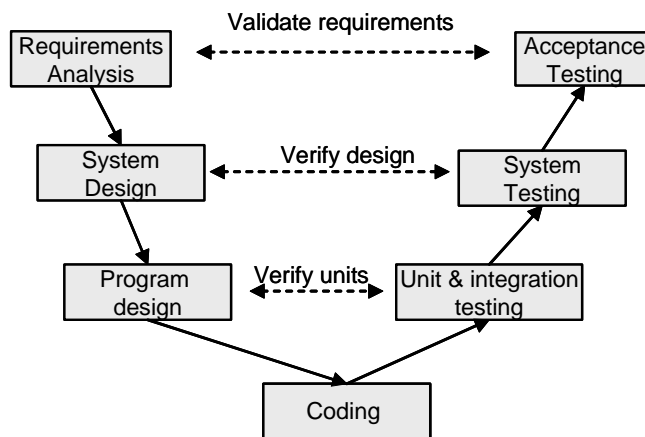 Validate requirements
Requirements
Analysis
Acceptance
Testing
System
Design
Verify design
System
Testing
Program
design
Verify units
Unit & integration
testing
Coding